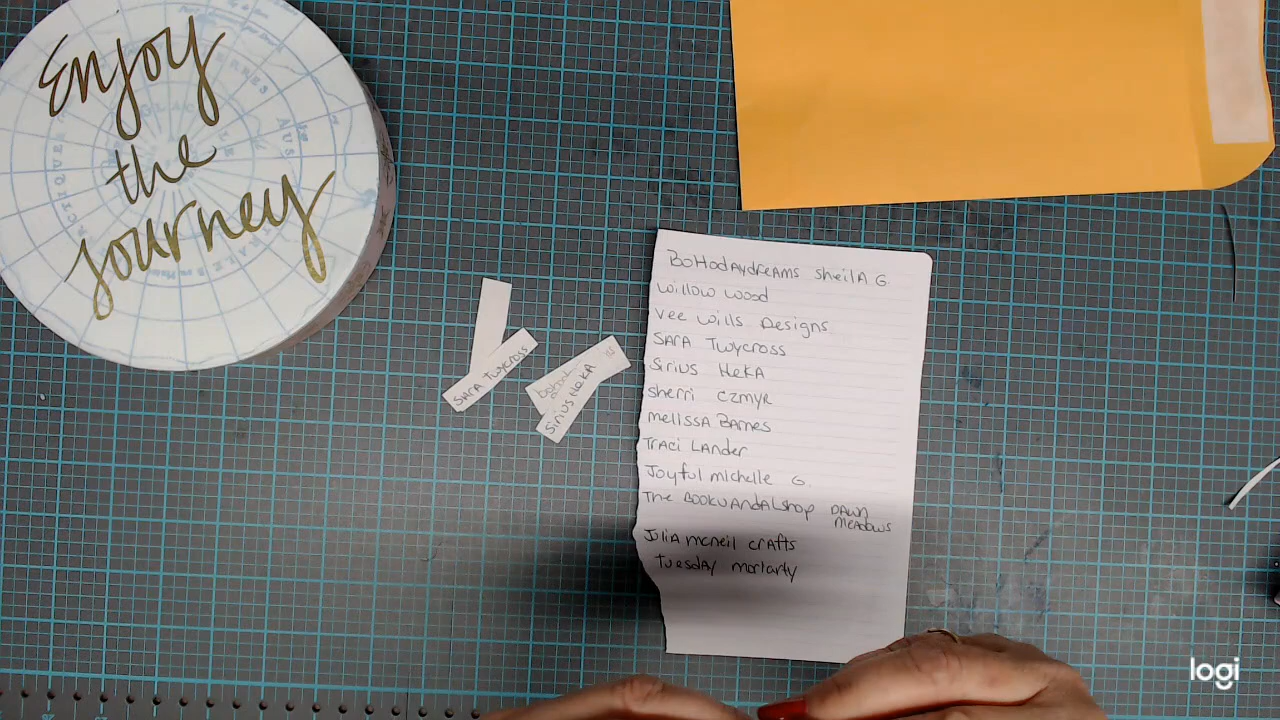 Enjoy
the
journey
BoHodAydreAms sheilA G.
Willow wood
Vee Wills Designs
SARA Twycross
Sirius HekA
sherri czmyr
melissA BArnes
TrAci LAnder
Joyful michelle G.
The BookvAndAlshop DAwn
meAdows
JuliA mcneil crAfts
Tuesday moriarty
SARA Twycross
Sirius HekA
logi